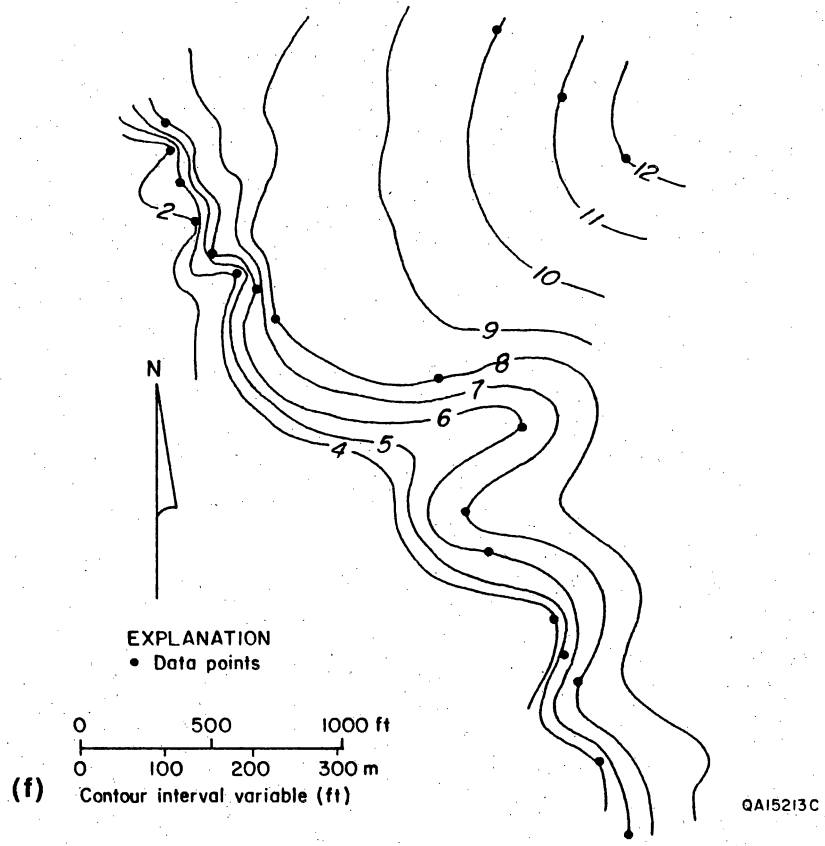 2
12
11
10
9
8
7
6
5
4
N
EXPLANATION
Data points
0 500 1000 ft
0 100 200 300 m
(f) Contour interval variable (ft)
QA15213C